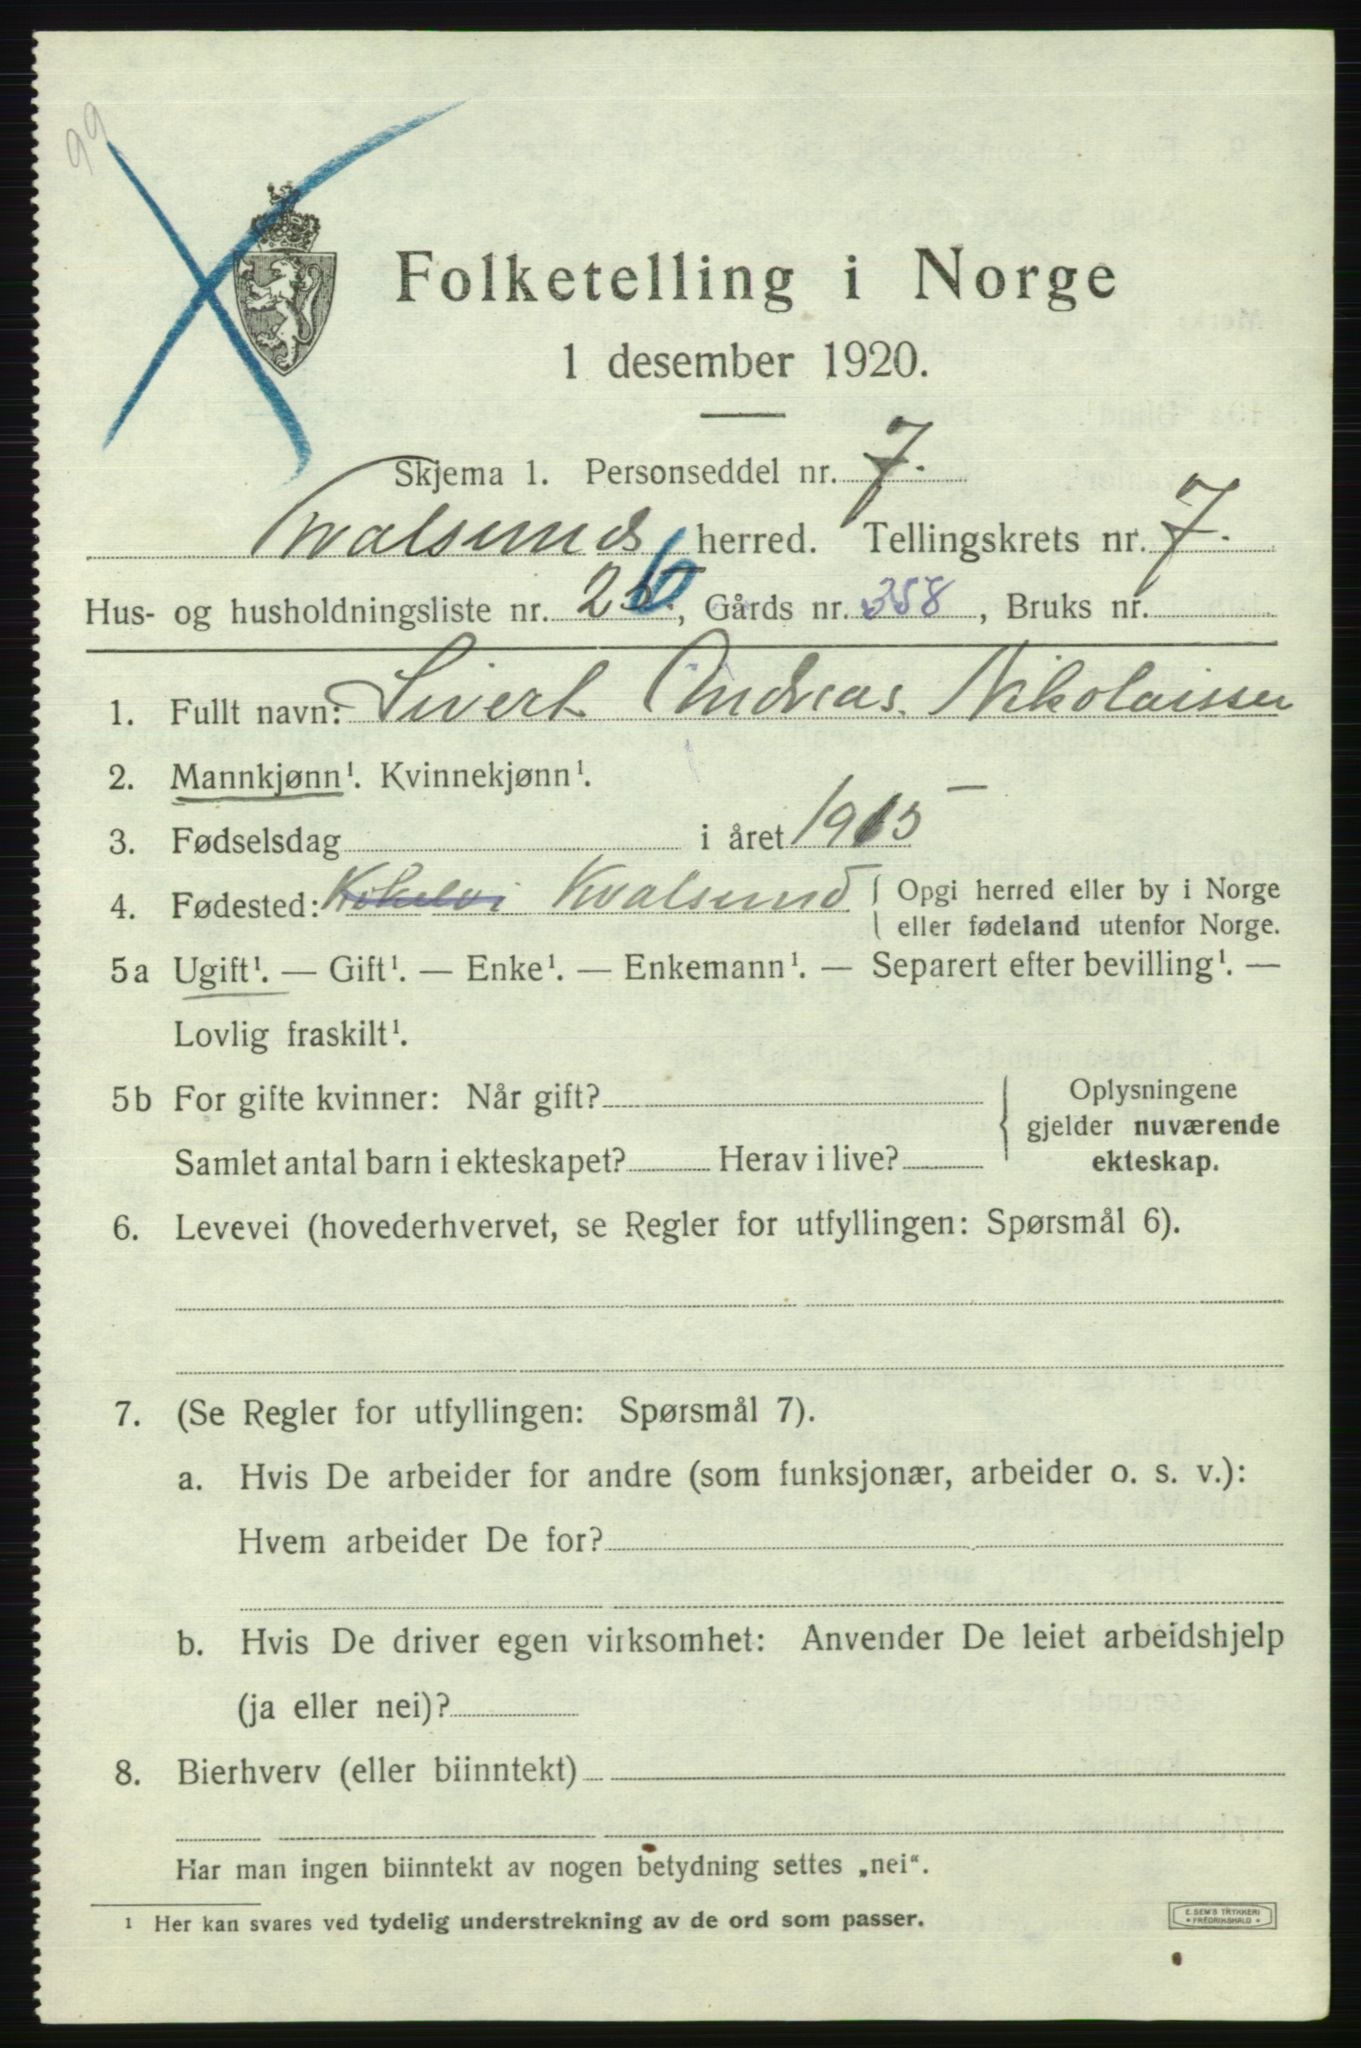 99
Folketelling i Norge
1 desember 1920.
Skjema 1. Personseddel nr. 7.
Kvalsund herred. Tellingskrets nr. 7.
Hus- og husholdningsliste nr. 26, Gårds nr. 358, Bruks nr.
1. Fullt navn: Sivert Andreas Nikolaissen
2. Mannkjønn¹. Kvinnekjønn¹.
3. Fødselsdag i året 1915
4. Fødested: Kokelvi Kvalsund { Opgi herred eller by i Norge
eller fødeland utenfor Norge.
5a Ugift¹. — Gift¹. — Enke¹. — Enkemann¹. — Separert efter bevilling¹. —
Lovlig fraskilt¹.
5b For gifte kvinner: Når gift? { Oplysningene
gjelder nuværende
Samlet antal barn i ekteskapet? Herav i live? ekteskap.
6. Levevei (hovederhvervet, se Regler for utfyllingen: Spørsmål 6).
7. (Se Regler for utfyllingen: Spørsmål 7).
a. Hvis De arbeider for andre (som funksjonær, arbeider o. s. v.):
Hvem arbeider De for?
b. Hvis De driver egen virksomhet: Anvender De leiet arbeidshjelp
(ja eller nei)?
8. Bierhverv (eller biinntekt)
Har man ingen biinntekt av nogen betydning settes „nei“.
¹ Her kan svares ved tydelig understrekning av de ord som passer.
E. SEM'S TRYKKERI
FREDRIKSHALD